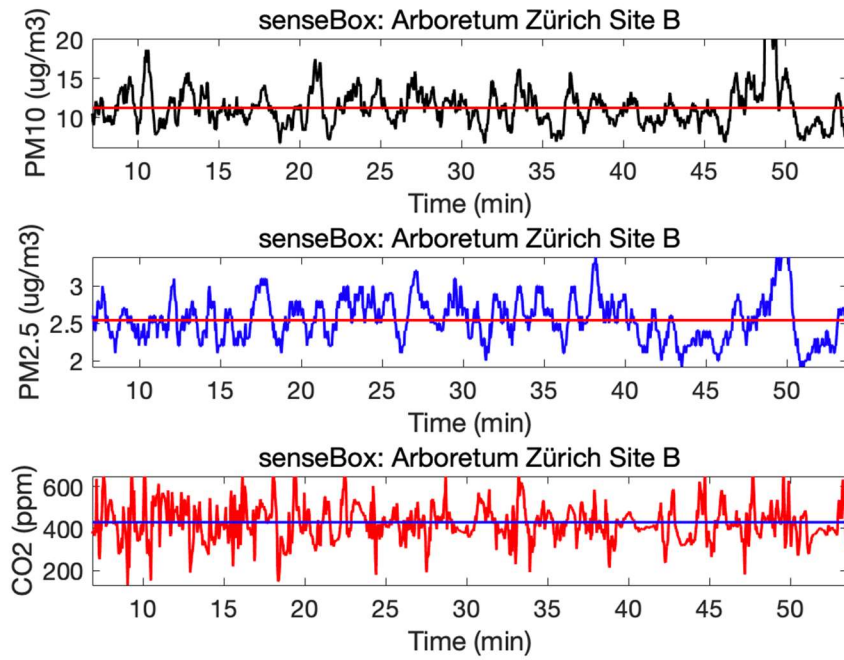 senseBox: Arboretum Zürich Site B
PM10 (ug/m3)
20
15
10
10 15 20 25 30 35 40 45 50
Time (min)
senseBox: Arboretum Zürich Site B
PM2.5 (ug/m3)
3
2.5
2
10 15 20 25 30 35 40 45 50
Time (min)
senseBox: Arboretum Zürich Site B
CO2 (ppm)
600
400
200
10 15 20 25 30 35 40 45 50
Time (min)